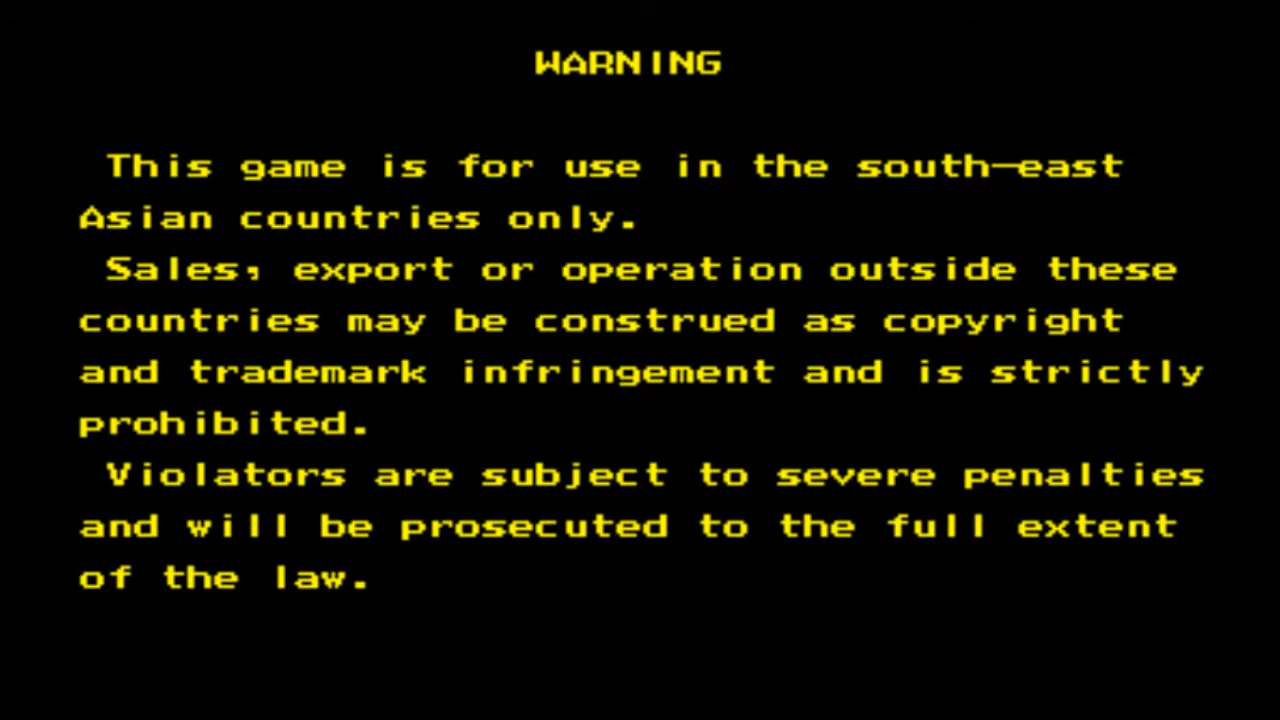 WARNING
This game is for use in the south-east
Asian countries only.
Sales, export or operation outside these
countries may be construed as copyright
and trademark infringement and is strictly
prohibited.
Violators are subject to severe penalties
and will be prosecuted to the full extent
of the law.